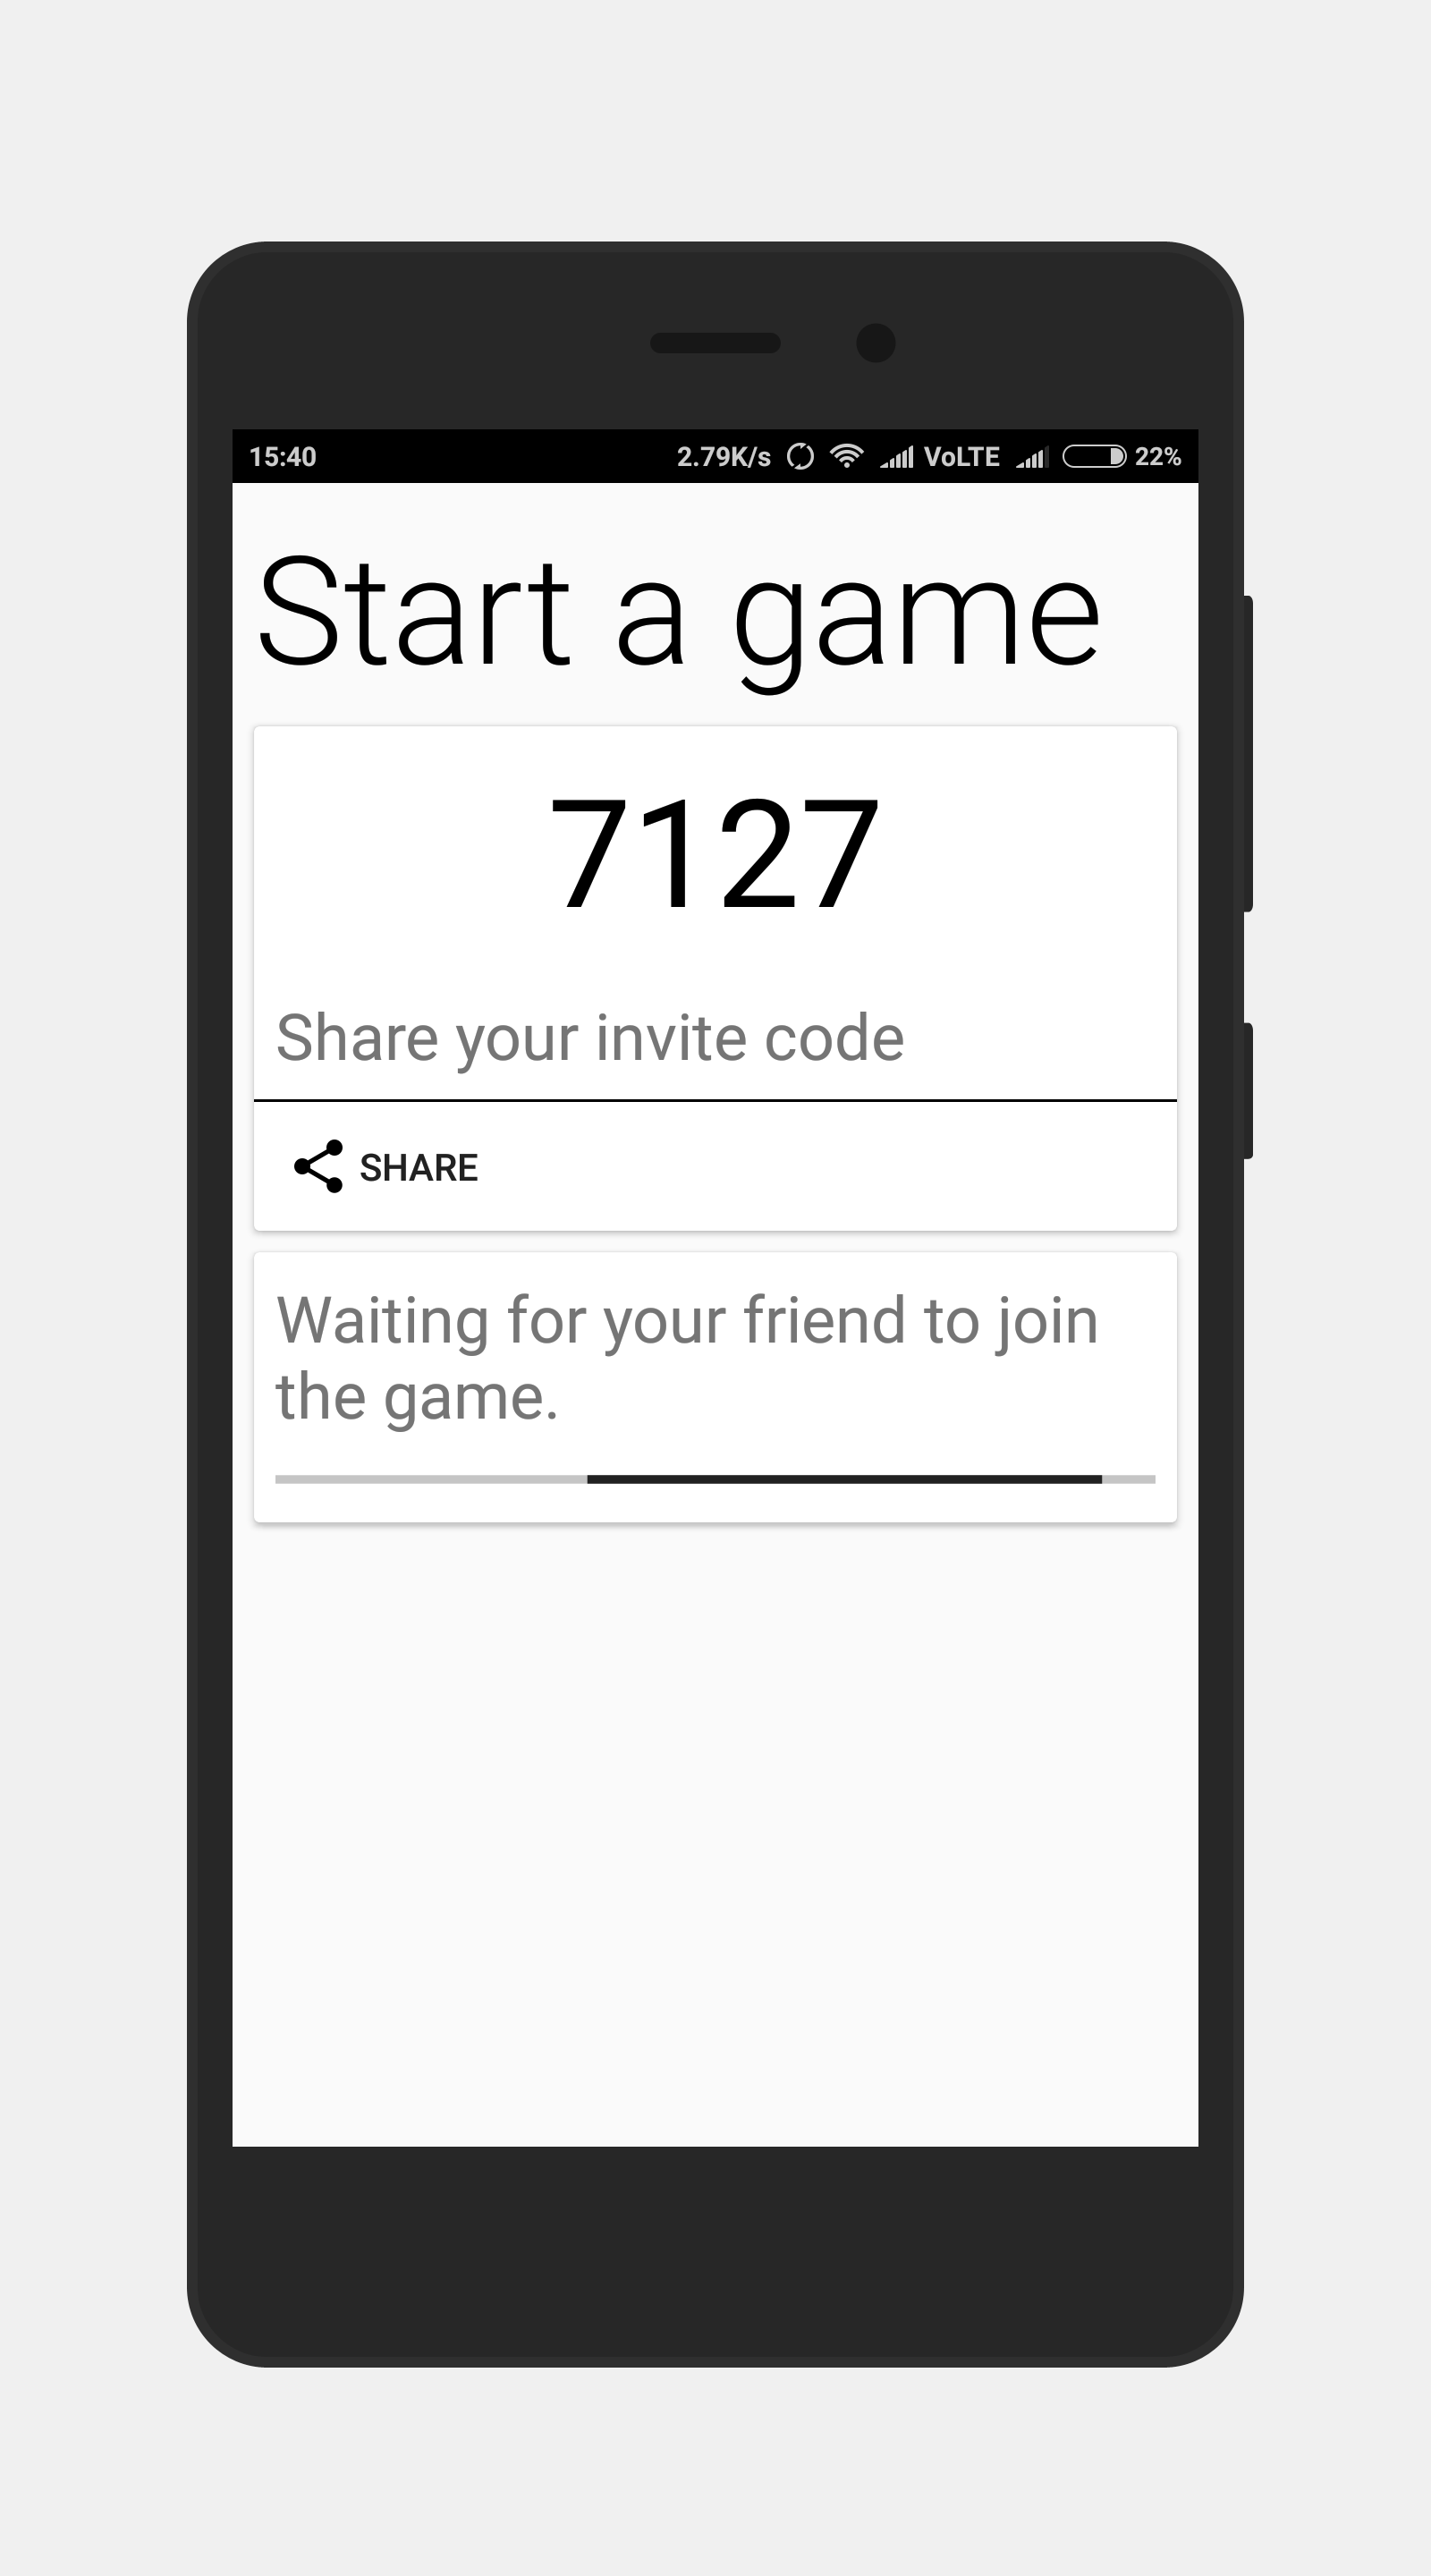 15:40 2.79K/s VoLTE 22%
Start a game
7127
Share your invite code
SHARE
Waiting for your friend to join
the game.